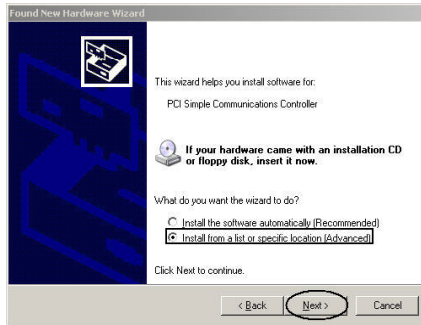 Found New Hardware Wizard
This wizard helps you install software for:
PCI Simple Communications Controller
If your hardware came with an installation CD
or floppy disk, insert it now.
What do you want the wizard to do?
Install the software automatically (Recommended)
Install from a list or specific location (Advanced)
Click Next to continue.
< Back
Next >
Cancel